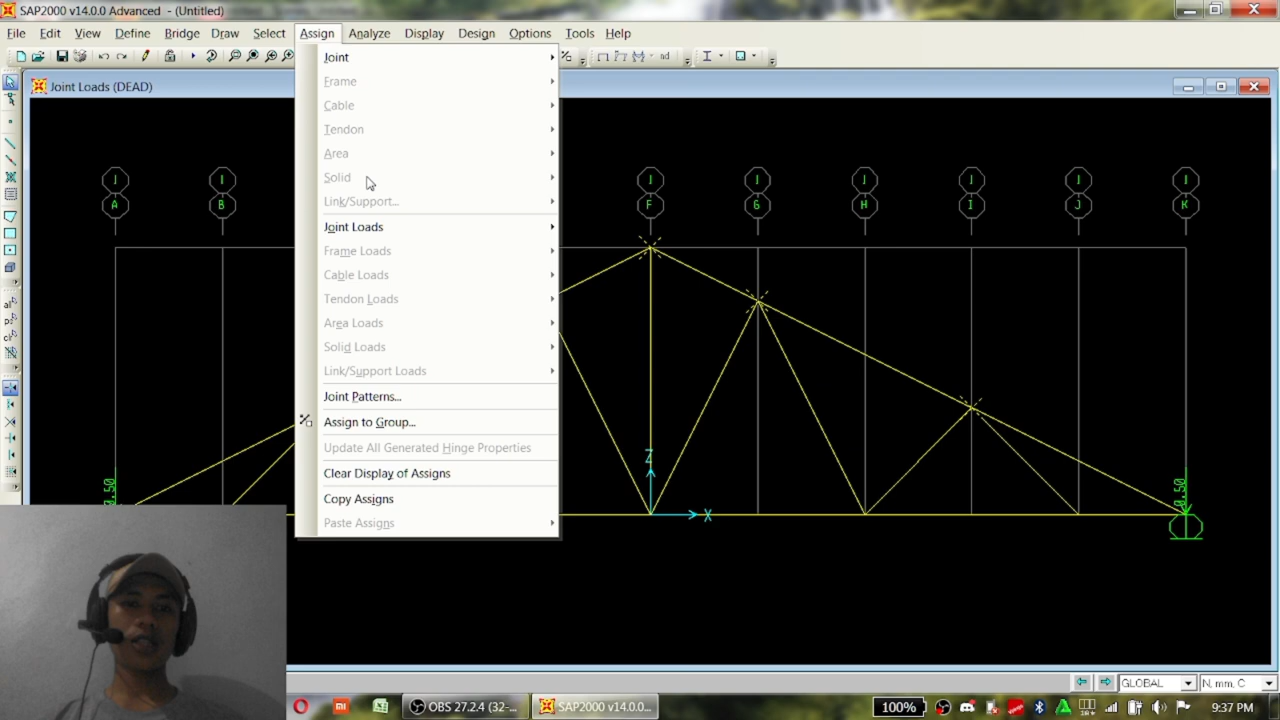 SAP2000 v14.0.0 Advanced - (Untitled)
File Edit View Define Bridge Draw Select Assign Analyze Display Design Options Tools Help
Joint Loads (DEAD)
Joint
Frame
Cable
Tendon
Area
Solid
Link/Support...
Joint Loads
Frame Loads
Cable Loads
Tendon Loads
Area Loads
Solid Loads
Link/Support Loads
Joint Patterns...
Assign to Group...
Update All Generated Hinge Properties
Clear Display of Assigns
Copy Assigns
Paste Assigns
A B F G H I J K
Z
X
0.50
GLOBAL
N, mm, C
OBS 27.2.4 (32-...
SAP2000 v14.0.0...
100%
9:37 PM